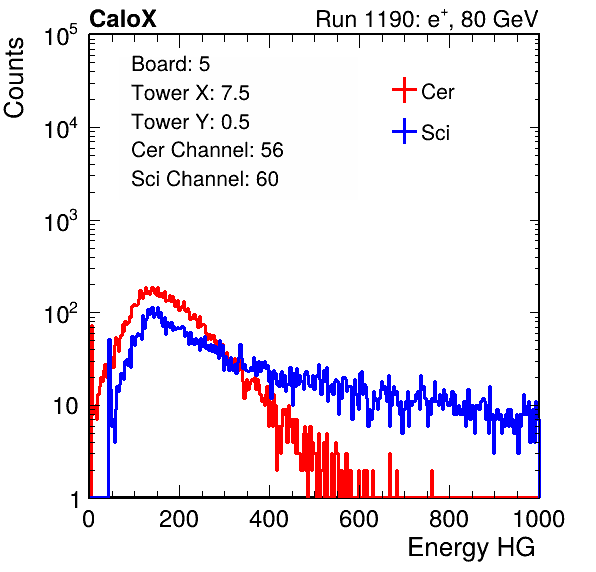 CaloX Run 1190: e⁺, 80 GeV
Counts
Board: 5
Tower X: 7.5
Tower Y: 0.5
Cer Channel: 56
Sci Channel: 60
Cer
Sci
10⁵
10⁴
10³
10²
10
1
0 200 400 600 800 1000
Energy HG